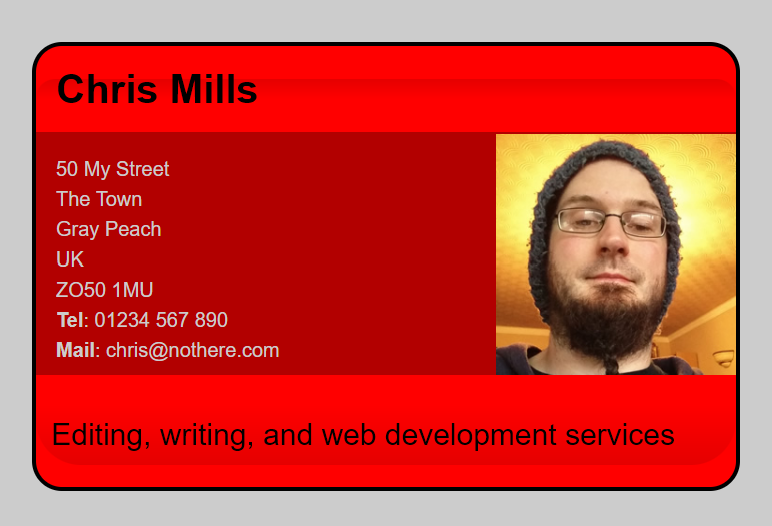 Chris Mills
50 My Street
The Town
Gray Peach
UK
ZO50 1MU
Tel: 01234 567 890
Mail: chris@nothere.com
Editing, writing, and web development services